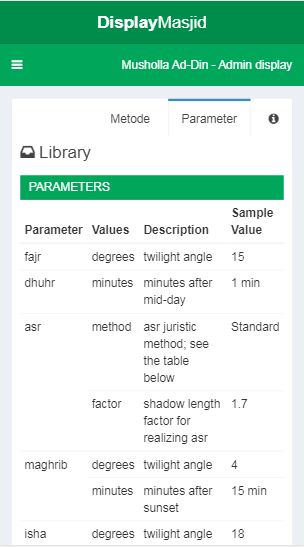 DisplayMasjid
Musholla Ad-Din - Admin display
Metode Parameter
Library
PARAMETERS
Parameter Values Description Sample Value
fajr degrees twilight angle 15
dhuhr minutes minutes after mid-day 1 min
asr method asr juristic method; see the table below Standard
factor shadow length factor for realizing asr 1.7
maghrib degrees twilight angle 4
minutes minutes after sunset 15 min
isha degrees twilight angle 18